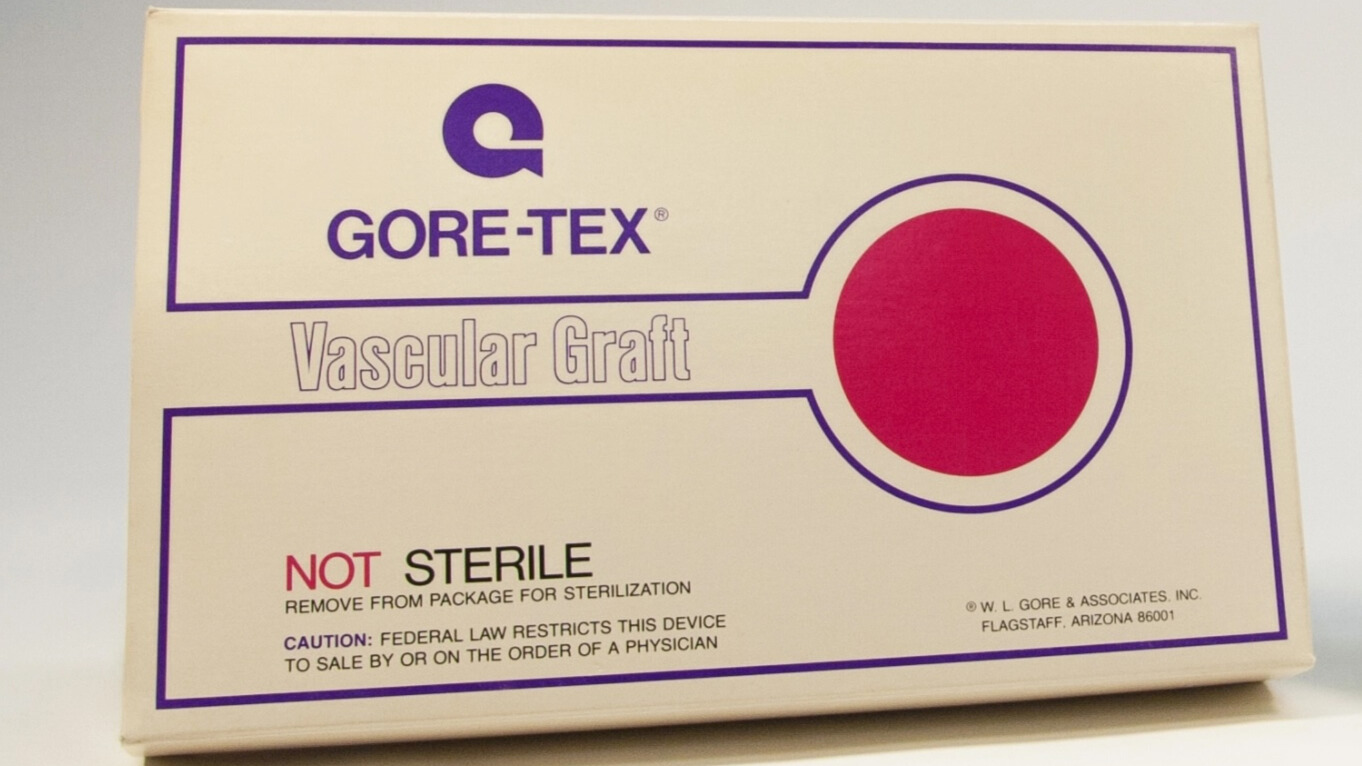 GORE-TEX®
Vascular Graft
NOT STERILE
REMOVE FROM PACKAGE FOR STERILIZATION
CAUTION: FEDERAL LAW RESTRICTS THIS DEVICE
TO SALE BY OR ON THE ORDER OF A PHYSICIAN
® W. L. GORE & ASSOCIATES. INC.
FLAGSTAFF, ARIZONA 86001